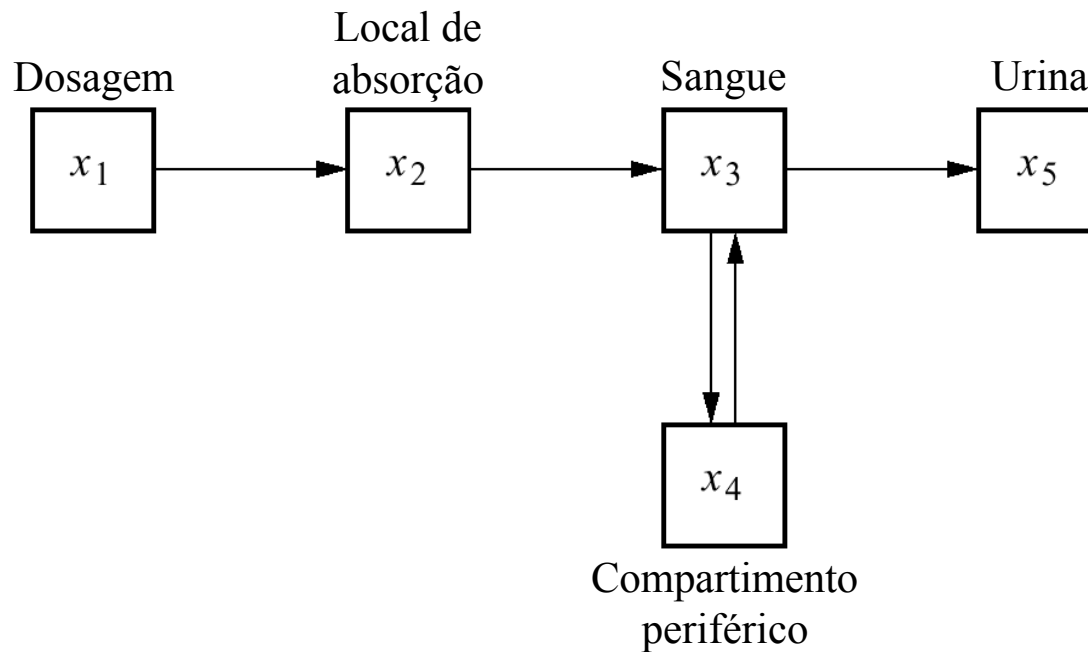 Dosagem
Local de
absorção
Sangue
Urina
x1
x2
x3
x5
x4
Compartimento
periférico